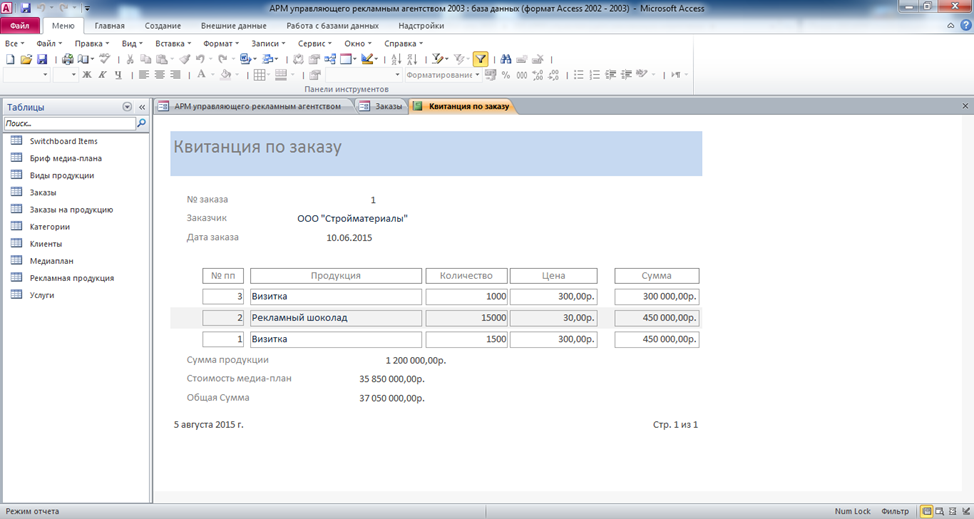 АРМ управляющего рекламным агентством 2003 : база данных (формат Access 2002 - 2003) - Microsoft Access
Файл Меню Главная Создание Внешние данные Работа с базами данных Надстройки
Все Файл Правка Вид Вставка Формат Записи Сервис Окно Справка
Ж К Ч A Форматирование % 000
Панели инструментов
Таблицы
Поиск...
Switchboard Items
Бриф медиа-плана
Виды продукции
Заказы
Заказы на продукцию
Категории
Клиенты
Медиаплан
Рекламная продукция
Услуги
АРМ управляющего рекламным агентством Заказы Квитанция по заказу
Квитанция по заказу
№ заказа 1
Заказчик ООО "Стройматериалы"
Дата заказа 10.06.2015
№ пп Продукция Количество Цена Сумма
3 Визитка 1000 300,00р. 300 000,00р.
2 Рекламный шоколад 15000 30,00р. 450 000,00р.
1 Визитка 1500 300,00р. 450 000,00р.
Сумма продукции 1 200 000,00р.
Стоимость медиа-план 35 850 000,00р.
Общая Сумма 37 050 000,00р.
5 августа 2015 г. Стр. 1 из 1
Режим отчета Num Lock Фильтр